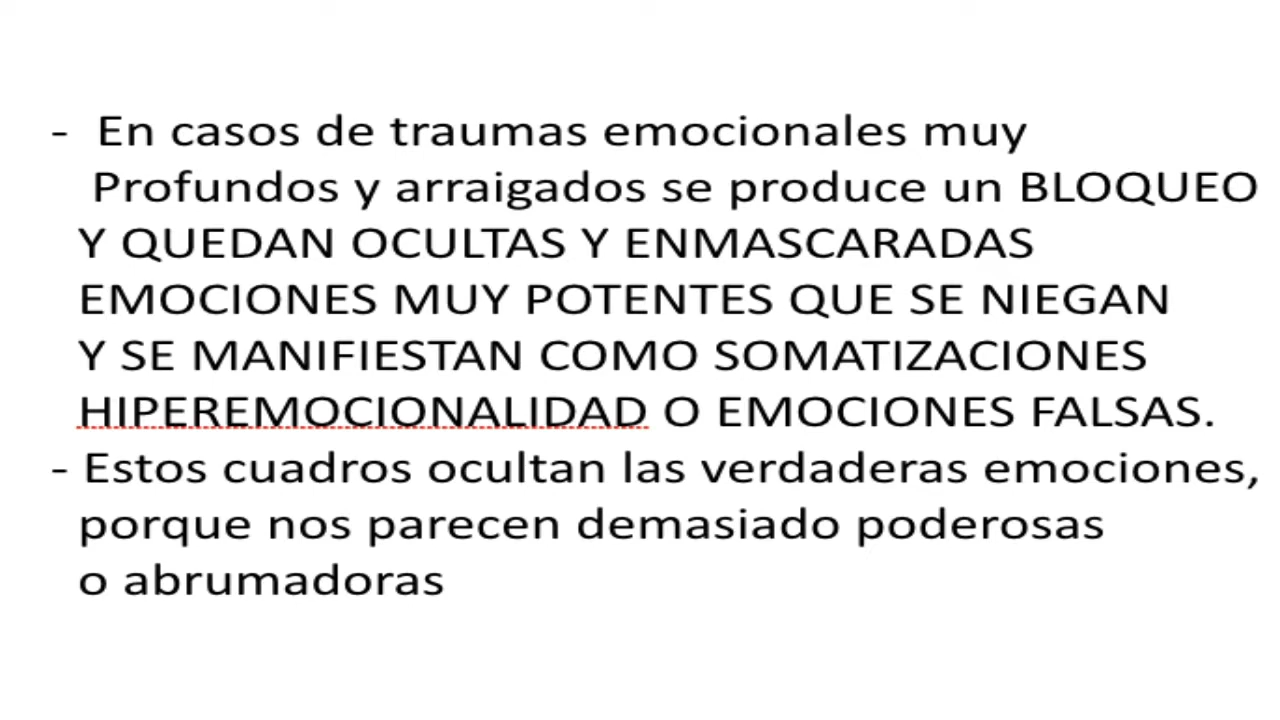 - En casos de traumas emocionales muy
Profundos y arraigados se produce un BLOQUEO
Y QUEDAN OCULTAS Y ENMASCARADAS
EMOCIONES MUY POTENTES QUE SE NIEGAN
Y SE MANIFIESTAN COMO SOMATIZACIONES
HIPEREMOCIONALIDAD O EMOCIONES FALSAS.
- Estos cuadros ocultan las verdaderas emociones,
porque nos parecen demasiado poderosas
o abrumadoras